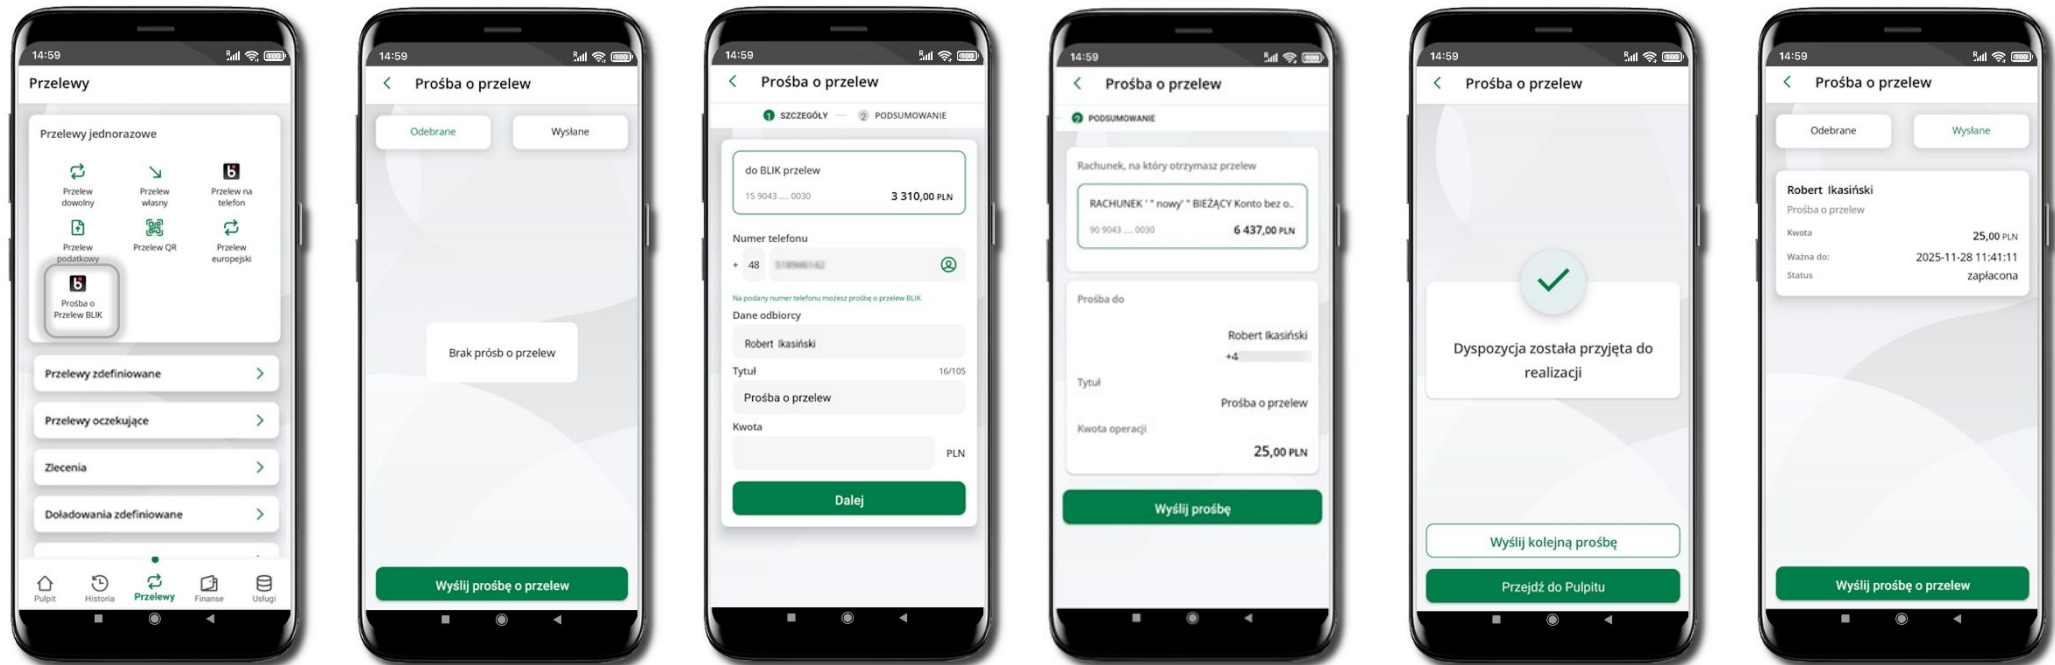 14:59
Przelewy
Przelewy jednorazowe
Przelew
dowolny
Przelew
własny
Przelew na
telefon
Przelew
podatkowy
Przelew QR
Przelew
europejski
Prośba o
Przelew BLIK
Przelewy zdefiniowane
Przelewy oczekujące
Zlecenia
Doładowania zdefiniowane
Pulpit
Historia
Przelewy
Finanse
Usługi
14:59
Prośba o przelew
Odebrane
Wysłane
Brak prósb o przelew
Wyślij prośbę o przelew
14:59
Prośba o przelew
1 SZCZEGÓŁY 2 PODSUMOWANIE
do BLIK przelew
15 9043 .... 0030 3 310,00 PLN
Numer telefonu
+ 48
Na podany numer telefonu możesz prośbę o przelew BLIK
Dane odbiorcy
Robert Ikasiński
Tytuł 16/105
Prośba o przelew
Kwota
PLN
Dalej
14:59
Prośba o przelew
2 PODSUMOWANIE
Rachunek, na który otrzymasz przelew
RACHUNEK ' " nowy' " BIEŻĄCY Konto bez o..
90 9043 .... 0030 6 437,00 PLN
Prośba do
Robert Ikasiński
+4
Tytuł
Prośba o przelew
Kwota operacji
25,00 PLN
Wyślij prośbę
14:59
Prośba o przelew
Dyspozycja została przyjęta do
realizacji
Wyślij kolejną prośbę
Przejdź do Pulpitu
14:59
Prośba o przelew
Odebrane
Wysłane
Robert Ikasiński
Prośba o przelew
Kwota 25,00 PLN
Ważna do: 2025-11-28 11:41:11
Status zapłacona
Wyślij prośbę o przelew